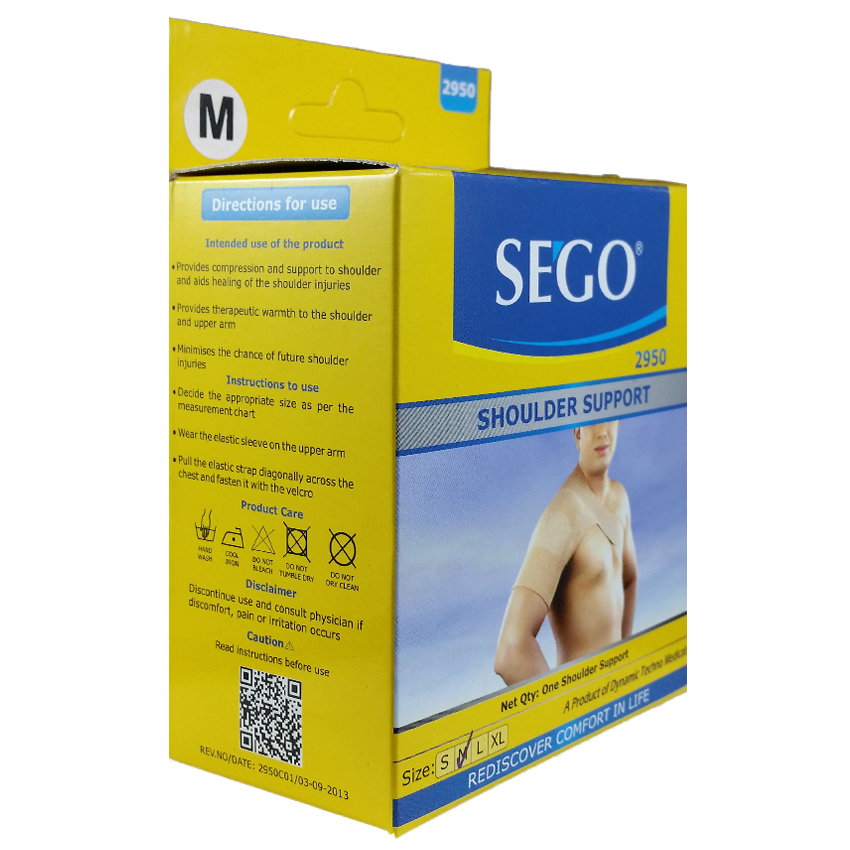 M
2950
Directions for use
Intended use of the product
• Provides compression and support to shoulder
and aids healing of the shoulder injuries
• Provides therapeutic warmth to the shoulder
and upper arm
• Minimises the chance of future shoulder
injuries
Instructions to use
• Decide the appropriate size as per the
measurement chart
• Wear the elastic sleeve on the upper arm
• Pull the elastic strap diagonally across the
chest and fasten it with the velcro
Product Care
HAND
WASH
COOL
IRON
DO NOT
BLEACH
DO NOT
TUMBLE DRY
DO NOT
DRY CLEAN
Disclaimer
Discontinue use and consult physician if
discomfort, pain or irritation occurs
Caution⚠
Read instructions before use
REV.NO/DATE: 2950C01/03-09-2013
SEGO®
2950
SHOULDER SUPPORT
Net Qty: One Shoulder Support
A Product of Dynamic Techno Medical
Size: S M L XL
REDISCOVER COMFORT IN LIFE